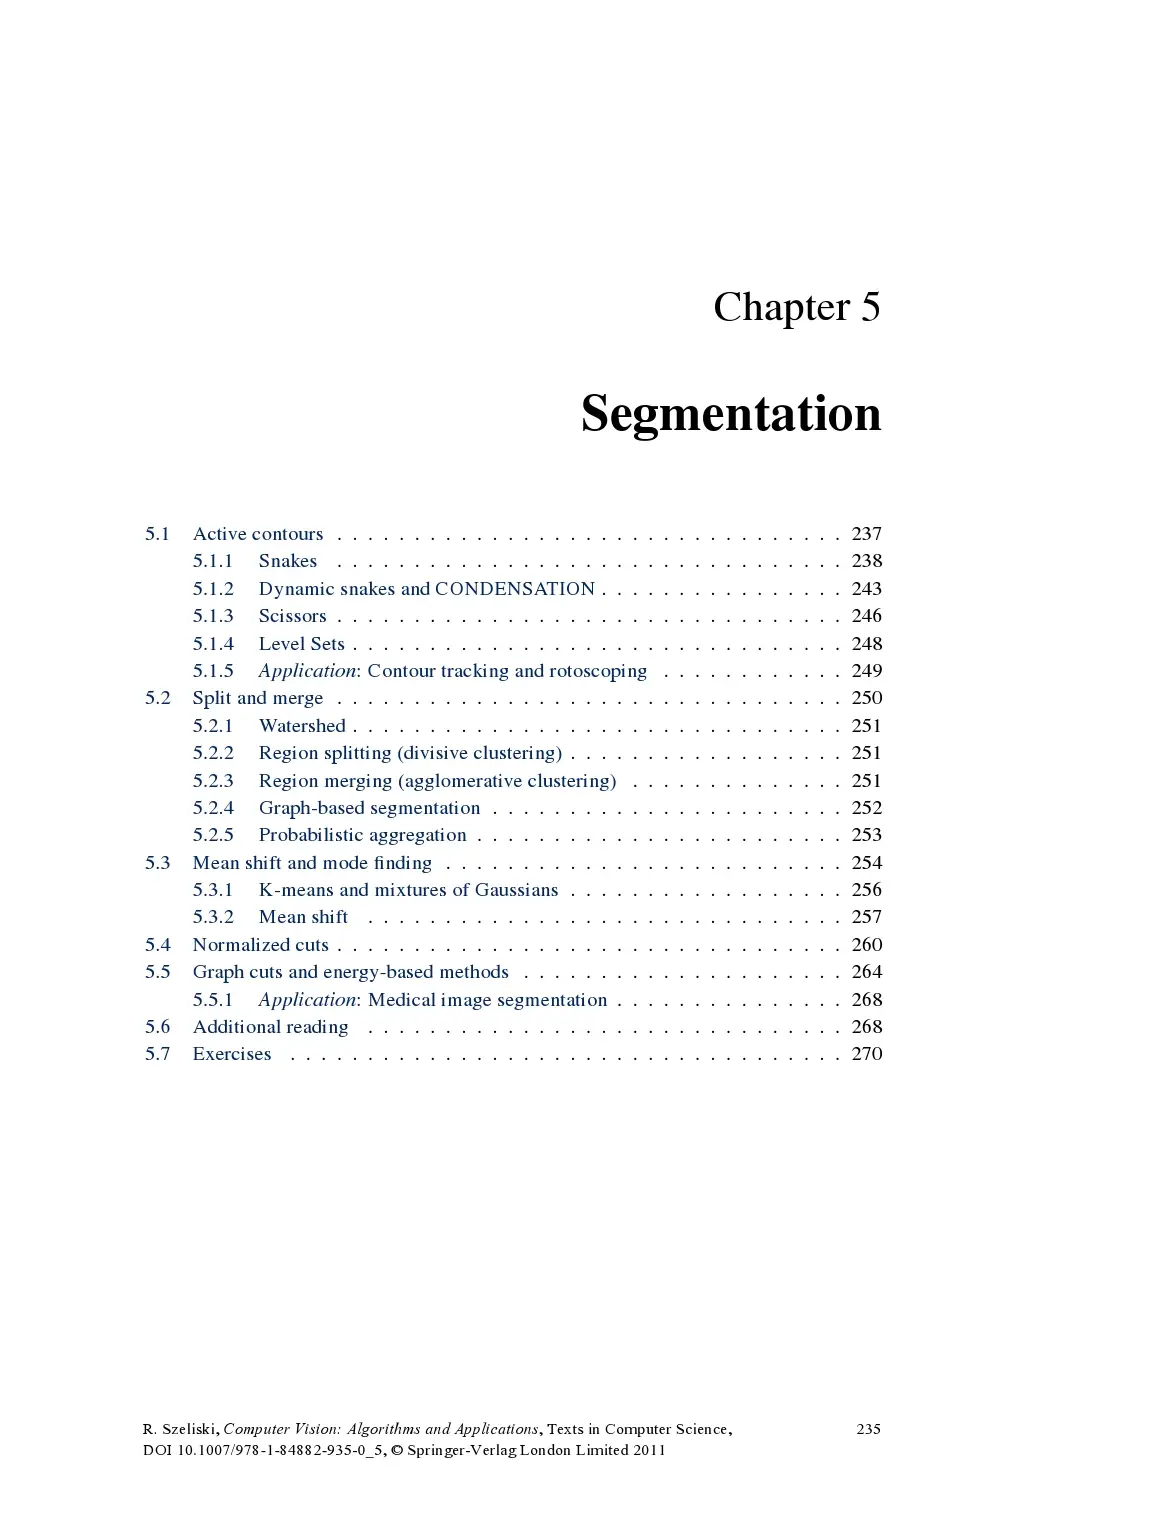 Chapter 5
Segmentation
5.1 Active contours . . . . . . . . . . . . . . . . . . . . . . . . . . . . . . . . . 237
5.1.1 Snakes . . . . . . . . . . . . . . . . . . . . . . . . . . . . . . . . . 238
5.1.2 Dynamic snakes and CONDENSATION . . . . . . . . . . . . . . . . 243
5.1.3 Scissors . . . . . . . . . . . . . . . . . . . . . . . . . . . . . . . . . 246
5.1.4 Level Sets . . . . . . . . . . . . . . . . . . . . . . . . . . . . . . . . 248
5.1.5 Application: Contour tracking and rotoscoping . . . . . . . . . . . . 249
5.2 Split and merge . . . . . . . . . . . . . . . . . . . . . . . . . . . . . . . . . 250
5.2.1 Watershed . . . . . . . . . . . . . . . . . . . . . . . . . . . . . . . . 251
5.2.2 Region splitting (divisive clustering) . . . . . . . . . . . . . . . . . . 251
5.2.3 Region merging (agglomerative clustering) . . . . . . . . . . . . . . 251
5.2.4 Graph-based segmentation . . . . . . . . . . . . . . . . . . . . . . . 252
5.2.5 Probabilistic aggregation . . . . . . . . . . . . . . . . . . . . . . . . 253
5.3 Mean shift and mode finding . . . . . . . . . . . . . . . . . . . . . . . . . . 254
5.3.1 K-means and mixtures of Gaussians . . . . . . . . . . . . . . . . . . 256
5.3.2 Mean shift . . . . . . . . . . . . . . . . . . . . . . . . . . . . . . . 257
5.4 Normalized cuts . . . . . . . . . . . . . . . . . . . . . . . . . . . . . . . . . 260
5.5 Graph cuts and energy-based methods . . . . . . . . . . . . . . . . . . . . . 264
5.5.1 Application: Medical image segmentation . . . . . . . . . . . . . . . 268
5.6 Additional reading . . . . . . . . . . . . . . . . . . . . . . . . . . . . . . . 268
5.7 Exercises . . . . . . . . . . . . . . . . . . . . . . . . . . . . . . . . . . . . 270
R. Szeliski, Computer Vision: Algorithms and Applications, Texts in Computer Science, 235
DOI 10.1007/978-1-84882-935-0_5, © Springer-Verlag London Limited 2011